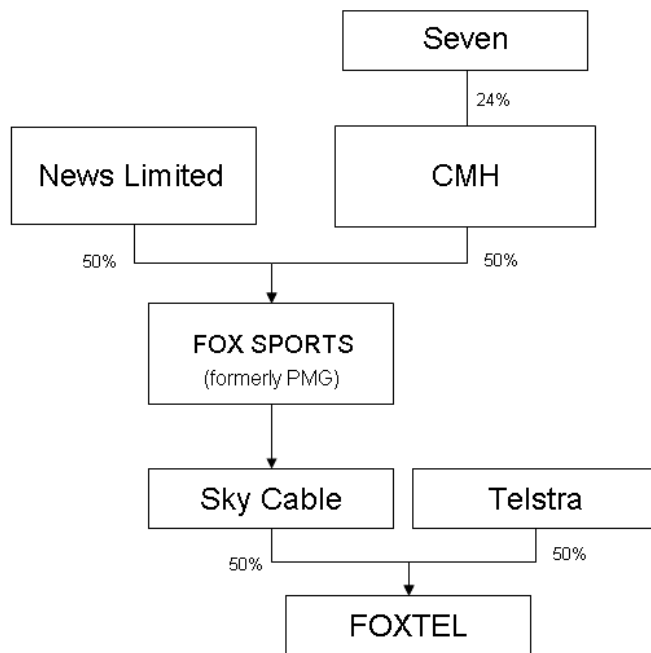 Seven
24%
News Limited
CMH
50%
50%
FOX SPORTS
(formerly PMG)
Sky Cable
Telstra
50%
50%
FOXTEL